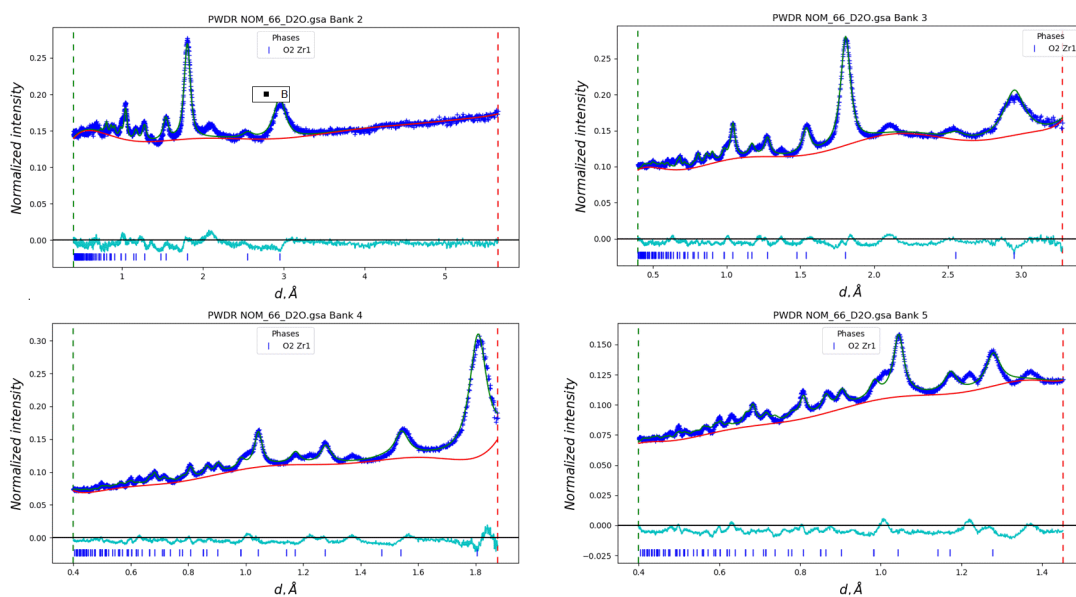 PWDR NOM_66_D2O.gsa Bank 2
Phases
O2 Zr1
B
Normalized intensity
0.25
0.20
0.15
0.10
0.05
0.00
1 2 3 4 5
d, Å
PWDR NOM_66_D2O.gsa Bank 3
Phases
O2 Zr1
Normalized intensity
0.25
0.20
0.15
0.10
0.05
0.00
0.5 1.0 1.5 2.0 2.5 3.0
d, Å
PWDR NOM_66_D2O.gsa Bank 4
Phases
O2 Zr1
Normalized intensity
0.30
0.25
0.20
0.15
0.10
0.05
0.00
0.4 0.6 0.8 1.0 1.2 1.4 1.6 1.8
d, Å
PWDR NOM_66_D2O.gsa Bank 5
Phases
O2 Zr1
Normalized intensity
0.150
0.125
0.100
0.075
0.050
0.025
0.000
−0.025
0.4 0.6 0.8 1.0 1.2 1.4
d, Å